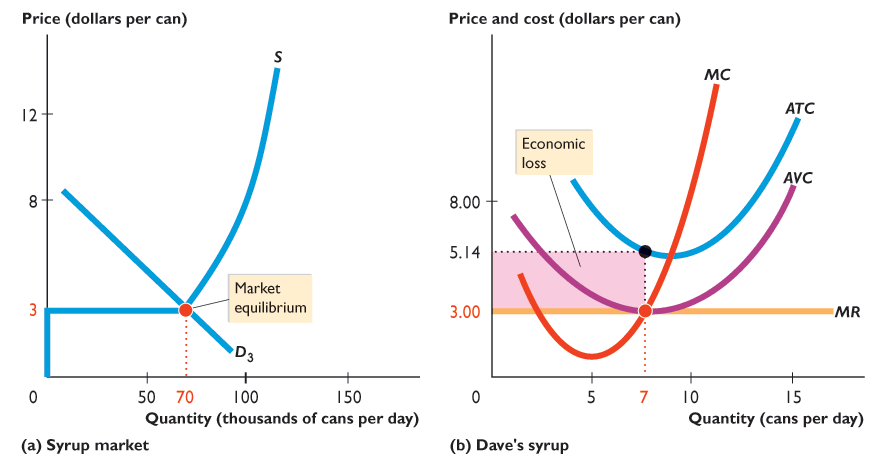 Price (dollars per can)
S
12
8
3
Market
equilibrium
D3
0
50
70
100
150
Quantity (thousands of cans per day)
(a) Syrup market
Price and cost (dollars per can)
MC
ATC
Economic
loss
AVC
8.00
5.14
3.00
MR
0
5
7
10
15
Quantity (cans per day)
(b) Dave's syrup